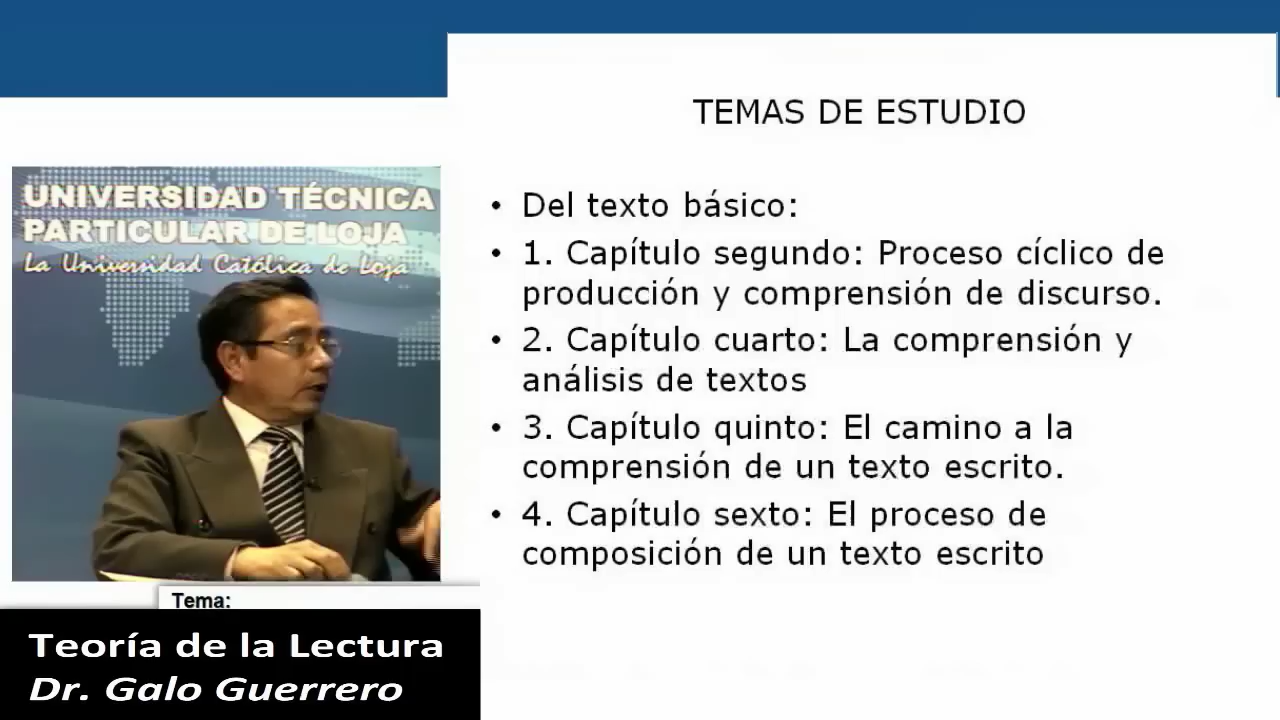 TEMAS DE ESTUDIO
UNIVERSIDAD TÉCNICA
PARTICULAR DE LOJA
La Universidad Católica de Loja
• Del texto básico:
• 1. Capítulo segundo: Proceso cíclico de
producción y comprensión de discurso.
• 2. Capítulo cuarto: La comprensión y
análisis de textos
• 3. Capítulo quinto: El camino a la
comprensión de un texto escrito.
• 4. Capítulo sexto: El proceso de
composición de un texto escrito
Tema:
Teoría de la Lectura
Dr. Galo Guerrero